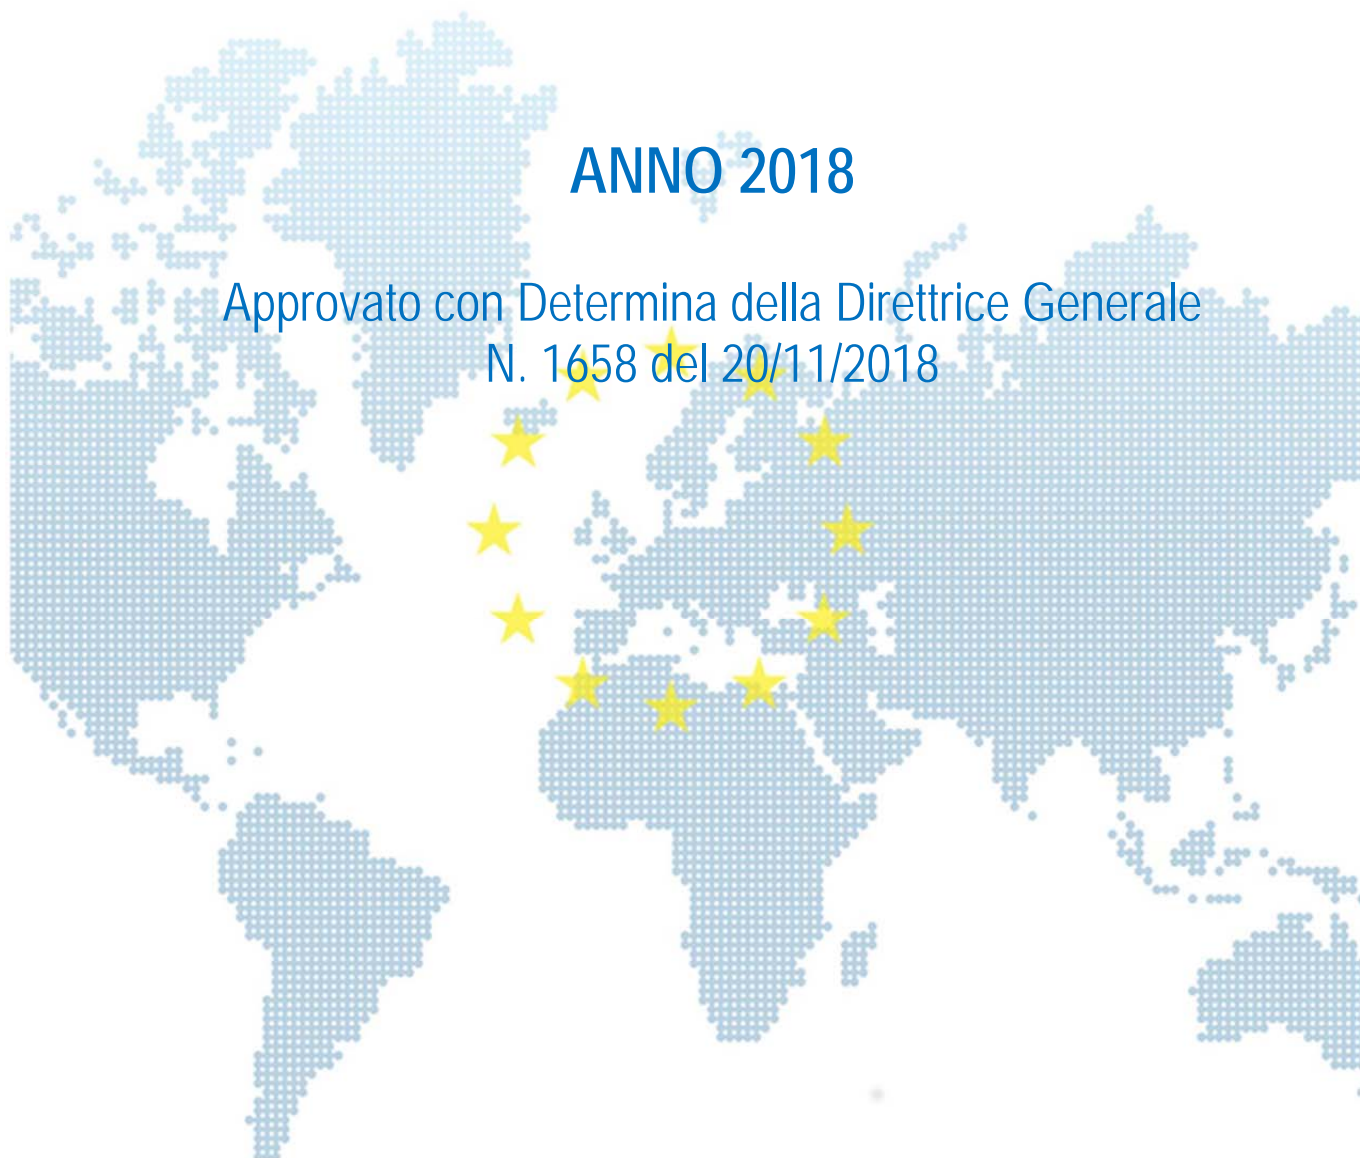 ANNO 2018
Approvato con Determina della Direttrice Generale
N. 1658 del 20/11/2018